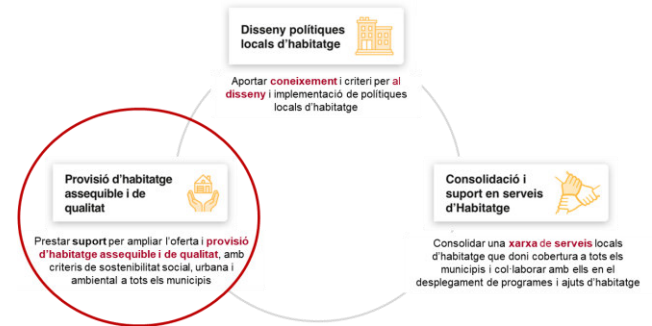 Disseny polítiques
locals d'habitatge
Aportar coneixement i criteri per al
disseny i implementació de polítiques
locals d'habitatge
Provisió d'habitatge
assequible i de
qualitat
Prestar suport per ampliar l'oferta i provisió
d'habitatge assequible i de qualitat, amb
criteris de sostenibilitat social, urbana i
ambiental a tots els municipis
Consolidació i
suport en serveis
d'Habitatge
Consolidar una xarxa de serveis locals
d'habitatge que doni cobertura a tots els
municipis i col·laborar amb ells en el
desplegament de programes i ajuts d'habitatge